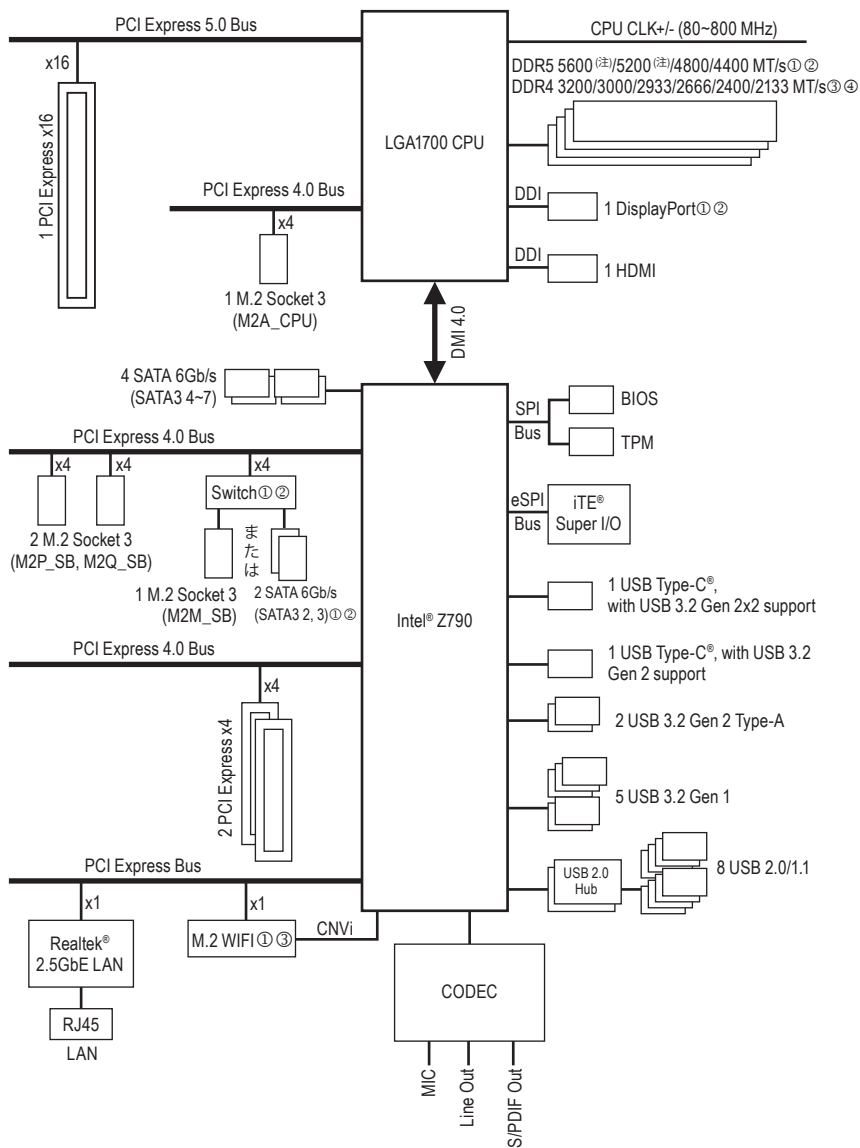 PCI Express 5.0 Bus
CPU CLK+/- (80~800 MHz)
x16
DDR5 5600 (注)/5200 (注)/4800/4400 MT/s①②
DDR4 3200/3000/2933/2666/2400/2133 MT/s③④
1 PCI Express x16
LGA1700 CPU
PCI Express 4.0 Bus
x4
DDI
1 DisplayPort①②
DDI
1 HDMI
1 M.2 Socket 3
(M2A_CPU)
DMI 4.0
4 SATA 6Gb/s
(SATA3 4~7)
SPI
Bus
BIOS
TPM
PCI Express 4.0 Bus
x4
x4
x4
Switch①②
2 M.2 Socket 3
(M2P_SB, M2Q_SB)
または
1 M.2 Socket 3
(M2M_SB)
2 SATA 6Gb/s
(SATA3 2, 3)①②
eSPI
Bus
iTE®
Super I/O
Intel® Z790
1 USB Type-C®,
with USB 3.2 Gen 2x2 support
PCI Express 4.0 Bus
x4
2 PCI Express x4
1 USB Type-C®, with USB 3.2
Gen 2 support
2 USB 3.2 Gen 2 Type-A
5 USB 3.2 Gen 1
PCI Express Bus
x1
x1
USB 2.0
Hub
8 USB 2.0/1.1
Realtek®
2.5GbE LAN
M.2 WIFI①③
CNVi
RJ45
LAN
CODEC
MIC
Line Out
S/PDIF Out